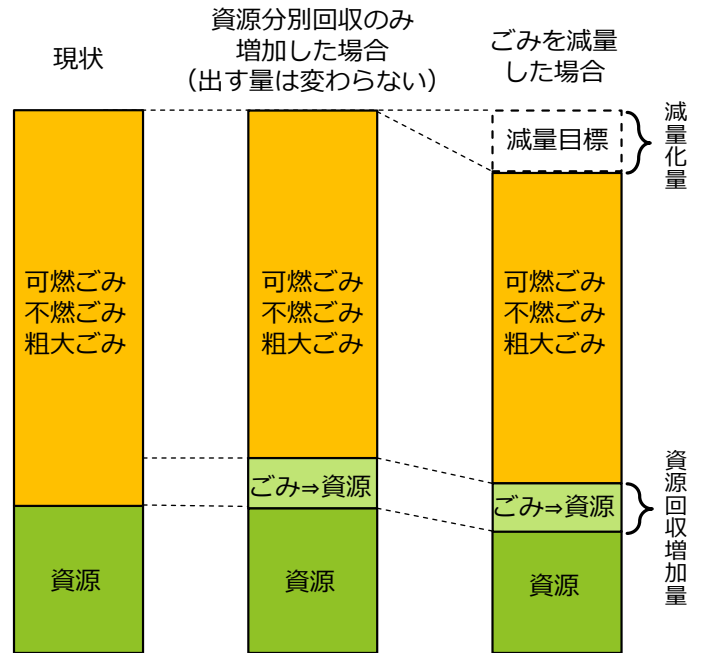 現状
資源分別回収のみ
増加した場合
（出す量は変わらない）
ごみを減量
した場合
減量目標
減量化量
可燃ごみ
不燃ごみ
粗大ごみ
可燃ごみ
不燃ごみ
粗大ごみ
可燃ごみ
不燃ごみ
粗大ごみ
ごみ⇒資源
ごみ⇒資源
資源回収増加量
資源
資源
資源